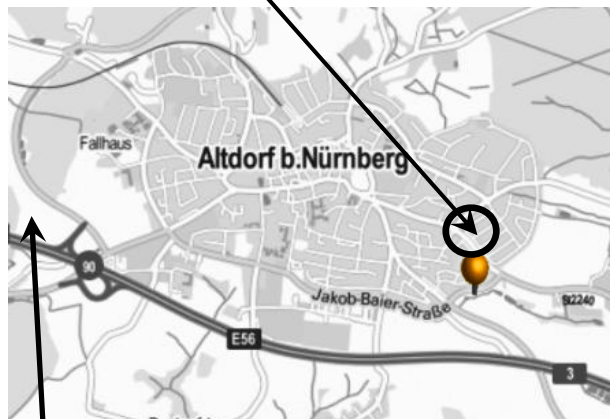 Fallhaus
Altdorf b.Nürnberg
90
Jakob-Baier-Straße
St2240
E56
3